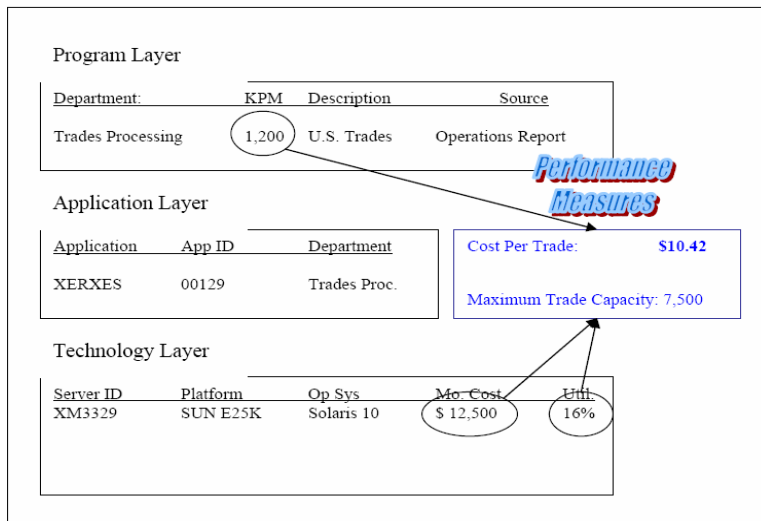 Program Layer
Department: KPM Description Source
Trades Processing 1,200 U.S. Trades Operations Report
Performance
Measures
Application Layer
Application App ID Department
XERXES 00129 Trades Proc.
Cost Per Trade: $10.42
Maximum Trade Capacity: 7,500
Technology Layer
Server ID Platform Op Sys Mo. Cost Util.
XM3329 SUN E25K Solaris 10 $ 12,500 16%